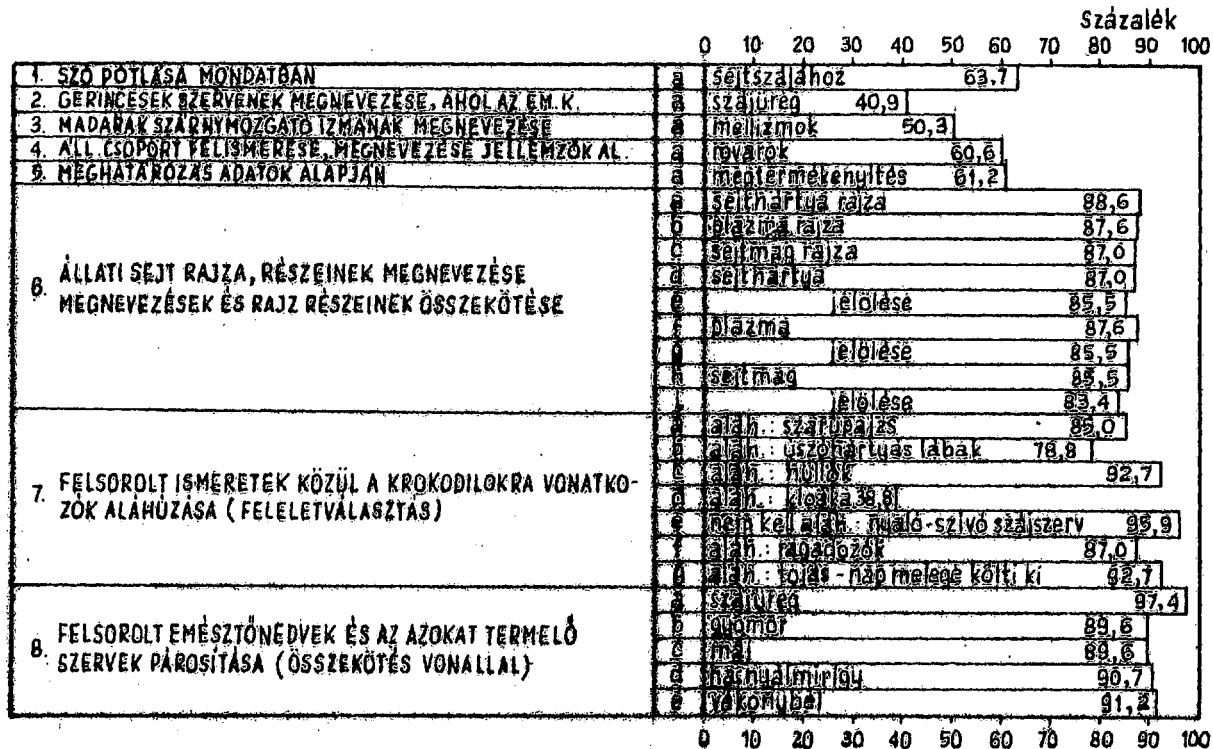 Százalék
0 10 20 30 40 50 60 70 80 90 100
1. SZÓ PÓTLÁSA MONDATBAN a sejtszájához 63,7
2. GERINCESEK SZERVÉNEK MEGNEVEZÉSE, AHOL AZ EM. K. a szájüreg 40,9
3. MADARAK SZÁRNYMOZGATÓ IZMÁNAK MEGNEVEZÉSE a mellizmok 50,3
4. ÁLL. CSOPORT FELISMERÉSE, MEGNEVEZÉSE JELLEMZŐK AL. a rovarok 60,6
5. MEGHATÁROZÁS ADATOK ALAPJÁN a megtermékenyítés 61,2
6. ÁLLATI SEJT RAJZA, RÉSZEINEK MEGNEVEZÉSE
MEGNEVEZÉSEK ÉS RAJZ RÉSZEINEK ÖSSZEKÖTÉSE
a sejthártya rajza 88,6
b plazma rajza 87,6
c sejtmag rajza 87,0
d sejthártya 87,0
e jelölése 85,5
f plazma 87,6
g jelölése 85,5
h sejtmag 85,5
jelölése 83,4
7. FELSOROLT ISMERETEK KÖZÜL A KROKODILOKRA VONATKO-
ZÓK ALÁHÚZÁSA (FELELETVÁLASZTÁS)
a aláh.: szarupajzs 85,0
b aláh.: úszóhártyás lábak 78,8
c aláh.: hüllők 92,7
d aláh.: kloáka 38,8
e nem kell aláh.: nyaló-szívó szájszerv 95,9
f aláh.: ragadozók 87,0
g aláh.: tojás - nap melege költi ki 92,7
8. FELSOROLT EMÉSZTŐNEDVEK ÉS AZ AZOKAT TERMELŐ
SZERVEK PÁROSÍTÁSA (ÖSSZEKÖTÉS VONALLAL)
a szájüreg 97,4
b gyomor 89,6
c máj 89,6
d hasnyálmirigy 90,7
e vékonybél 91,2
0 10 20 30 40 50 60 70 80 90 100